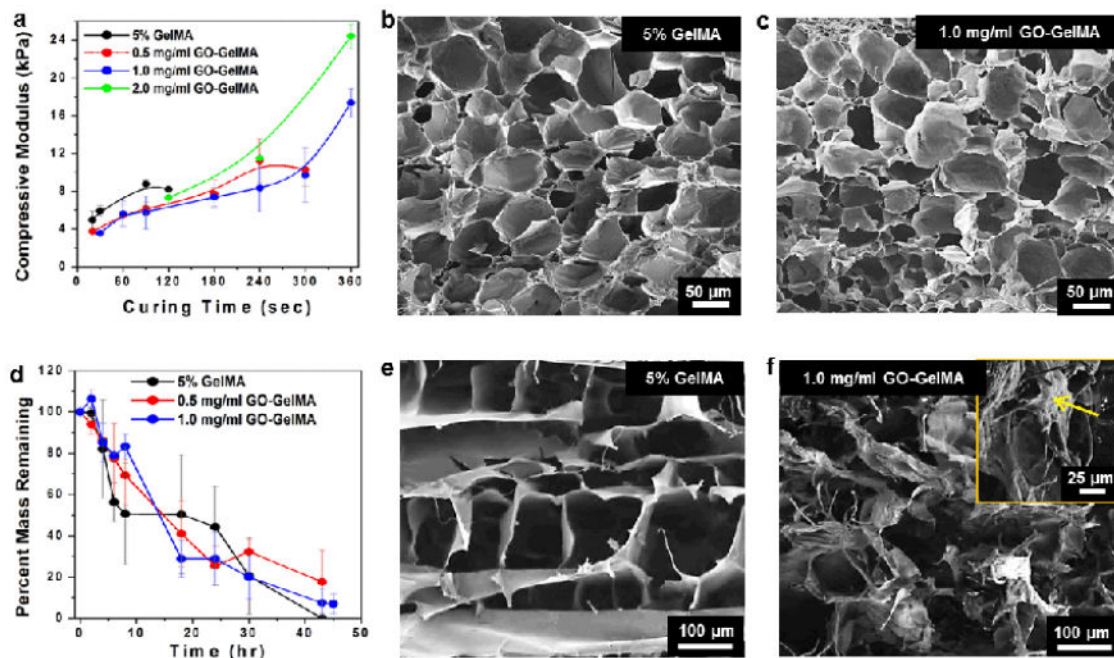 a
Compressive Modulus (kPa)
24
20
16
12
8
4
0
5% GelMA
0.5 mg/ml GO-GelMA
1.0 mg/ml GO-GelMA
2.0 mg/ml GO-GelMA
0 60 120 180 240 300 360
Curing Time (sec)
b
5% GelMA
50 µm
c
1.0 mg/ml GO-GelMA
50 µm
d
Percent Mass Remaining
120
100
80
60
40
20
0
5% GelMA
0.5 mg/ml GO-GelMA
1.0 mg/ml GO-GelMA
0 10 20 30 40 50
Time (hr)
e
5% GelMA
100 µm
f
1.0 mg/ml GO-GelMA
25 µm
100 µm